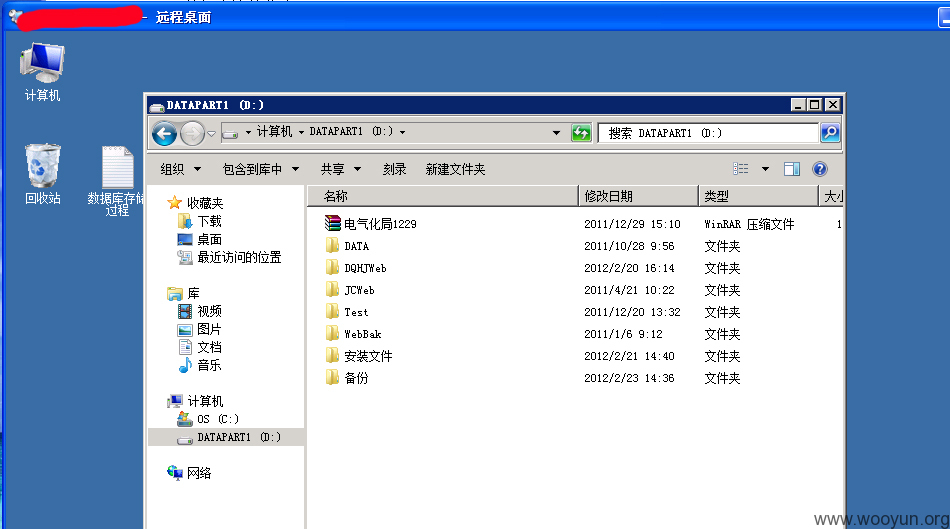 - 远程桌面
计算机
回收站
数据库存储
过程
DATAPART1 (D:)
计算机 DATAPART1 (D:)
搜索 DATAPART1 (D:)
组织 包含到库中 共享 刻录 新建文件夹
收藏夹
下载
桌面
最近访问的位置
库
视频
图片
文档
音乐
计算机
OS (C:)
DATAPART1 (D:)
网络
名称 修改日期 类型 大小
电气化局1229 2011/12/29 15:10 WinRAR 压缩文件 1
DATA 2011/10/28 9:56 文件夹
DQHJWeb 2012/2/20 16:14 文件夹
JCWeb 2011/4/21 10:22 文件夹
Test 2011/12/20 13:32 文件夹
WebBak 2011/1/6 9:12 文件夹
安装文件 2012/2/21 14:40 文件夹
备份 2012/2/23 14:36 文件夹
www.wooyun.org